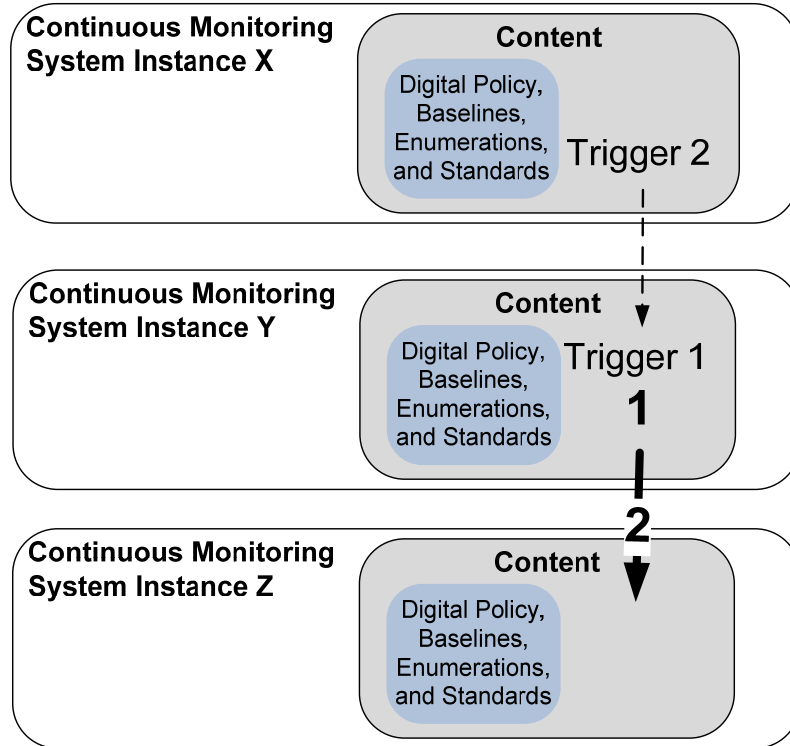 Continuous Monitoring
System Instance X
Content
Digital Policy,
Baselines,
Enumerations,
and Standards
Trigger 2
Continuous Monitoring
System Instance Y
Content
Digital Policy,
Baselines,
Enumerations,
and Standards
Trigger 1
1
2
Continuous Monitoring
System Instance Z
Content
Digital Policy,
Baselines,
Enumerations,
and Standards